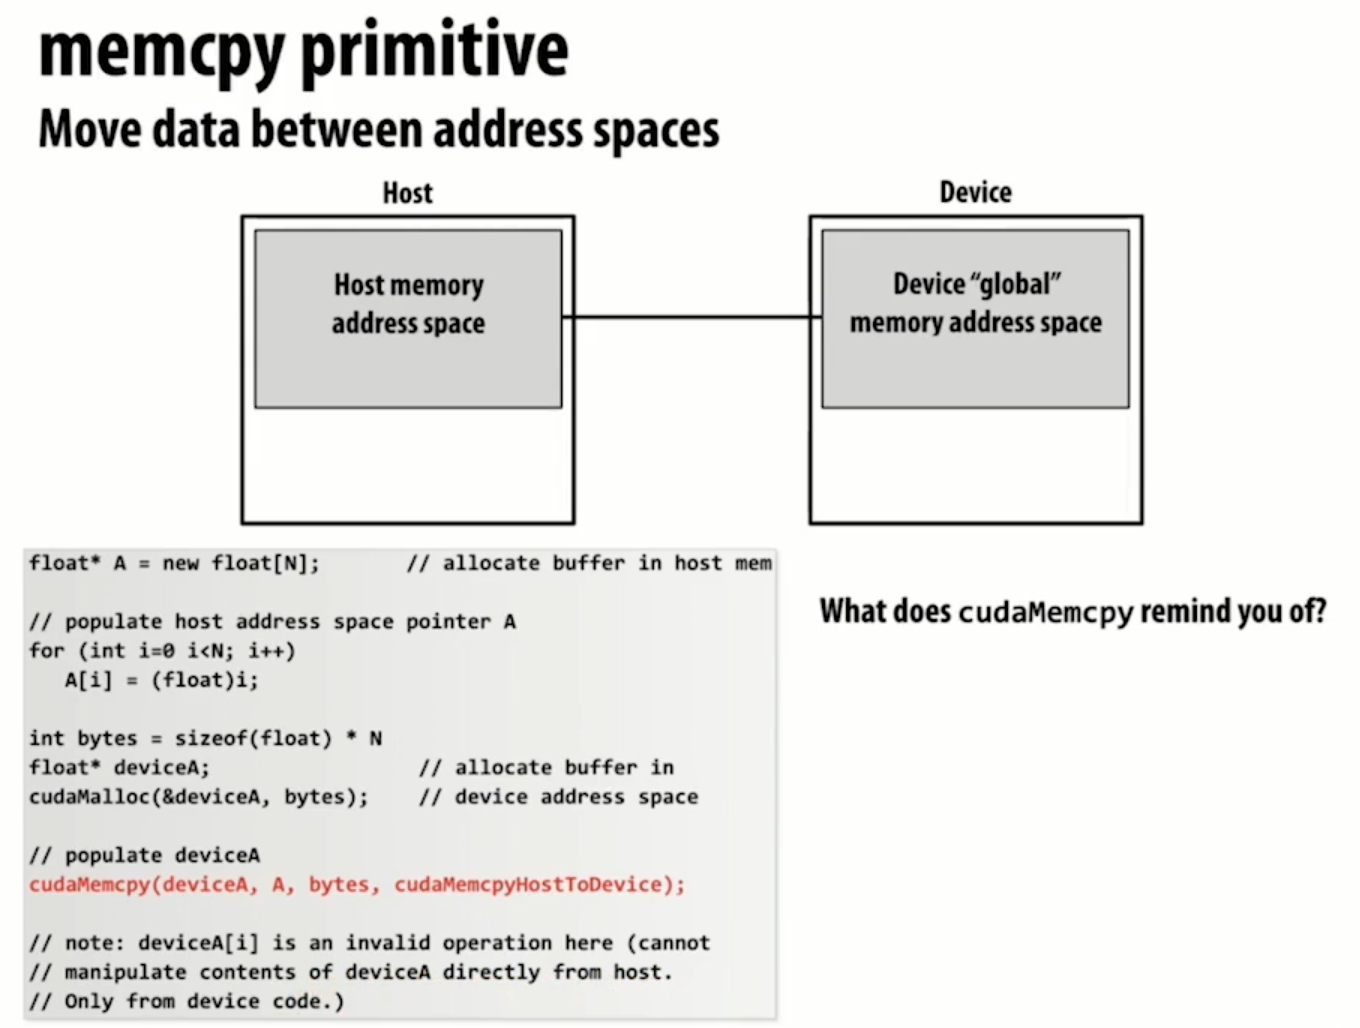 memcpy primitive
Move data between address spaces
Host
Device
Host memory
address space
Device “global”
memory address space
float* A = new float[N];       // allocate buffer in host mem
// populate host address space pointer A
for (int i=0 i<N; i++)
   A[i] = (float)i;
int bytes = sizeof(float) * N
float* deviceA;                 // allocate buffer in
cudaMalloc(&deviceA, bytes);    // device address space
// populate deviceA
cudaMemcpy(deviceA, A, bytes, cudaMemcpyHostToDevice);
// note: deviceA[i] is an invalid operation here (cannot
// manipulate contents of deviceA directly from host.
// Only from device code.)
What does cudaMemcpy remind you of?